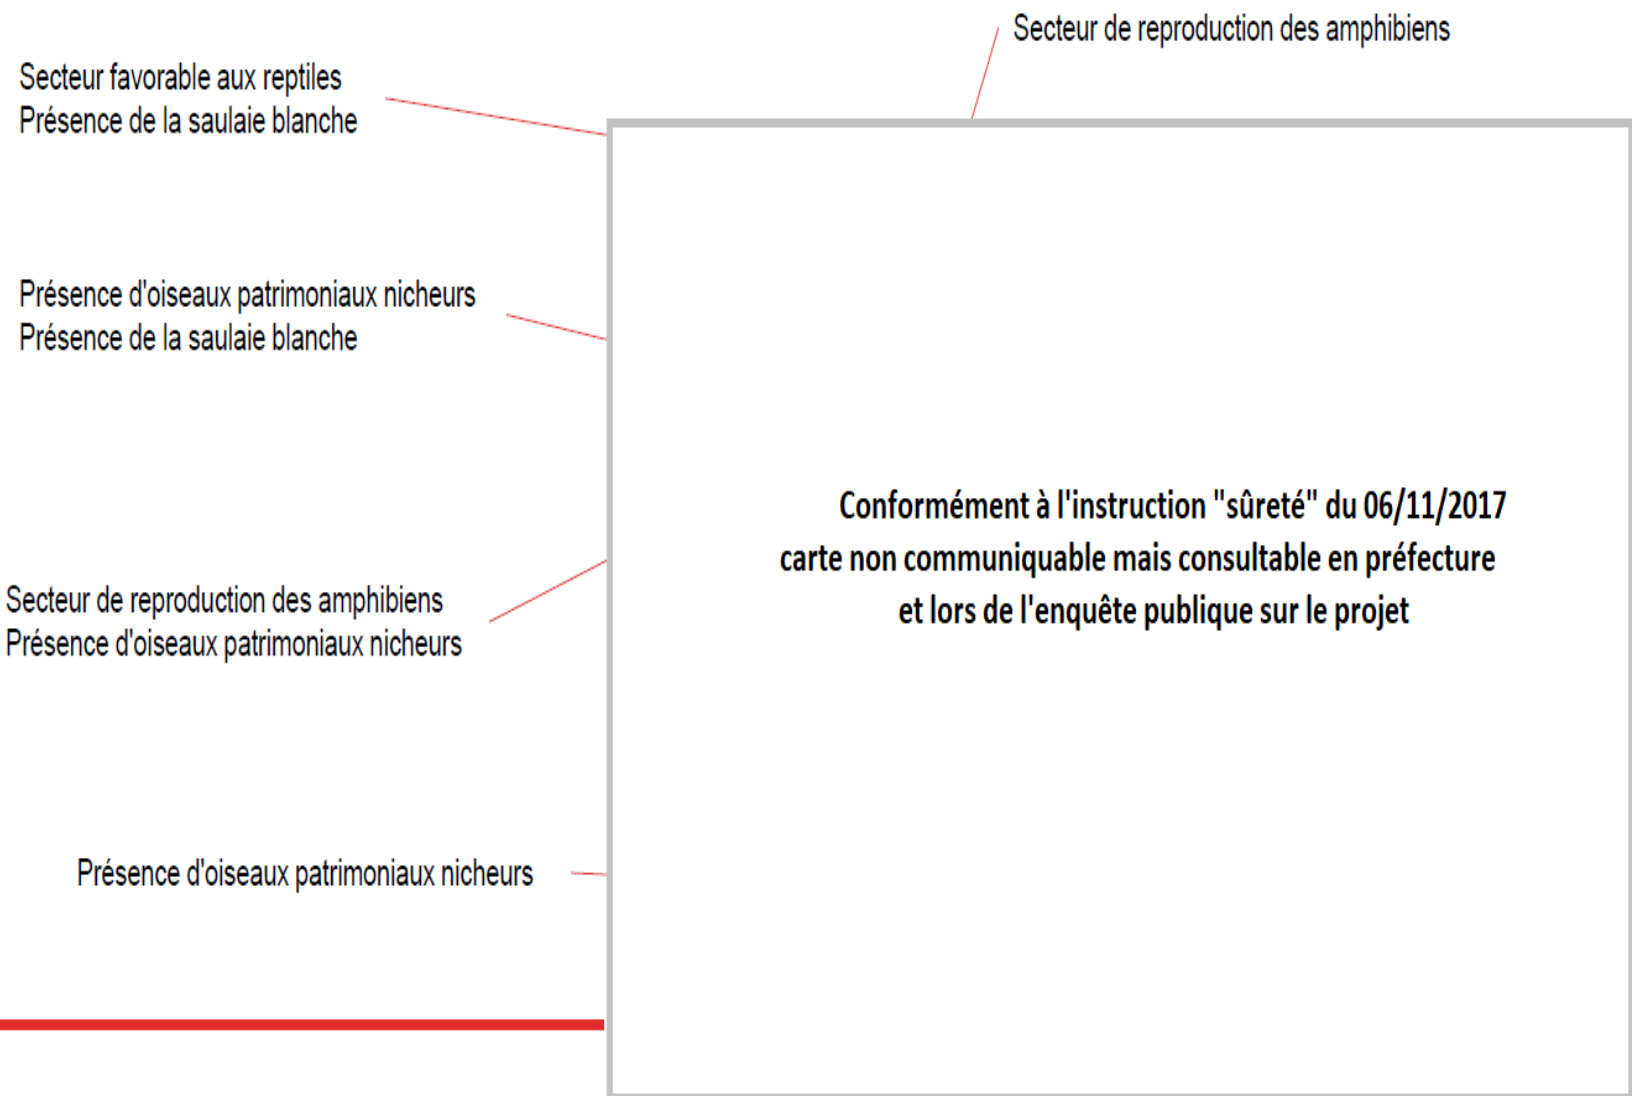 Secteur de reproduction des amphibiens
Secteur favorable aux reptiles
Présence de la saulaie blanche
Présence d'oiseaux patrimoniaux nicheurs
Présence de la saulaie blanche
Conformément à l'instruction "sûreté" du 06/11/2017
carte non communiquable mais consultable en préfecture
et lors de l'enquête publique sur le projet
Secteur de reproduction des amphibiens
Présence d'oiseaux patrimoniaux nicheurs
Présence d'oiseaux patrimoniaux nicheurs